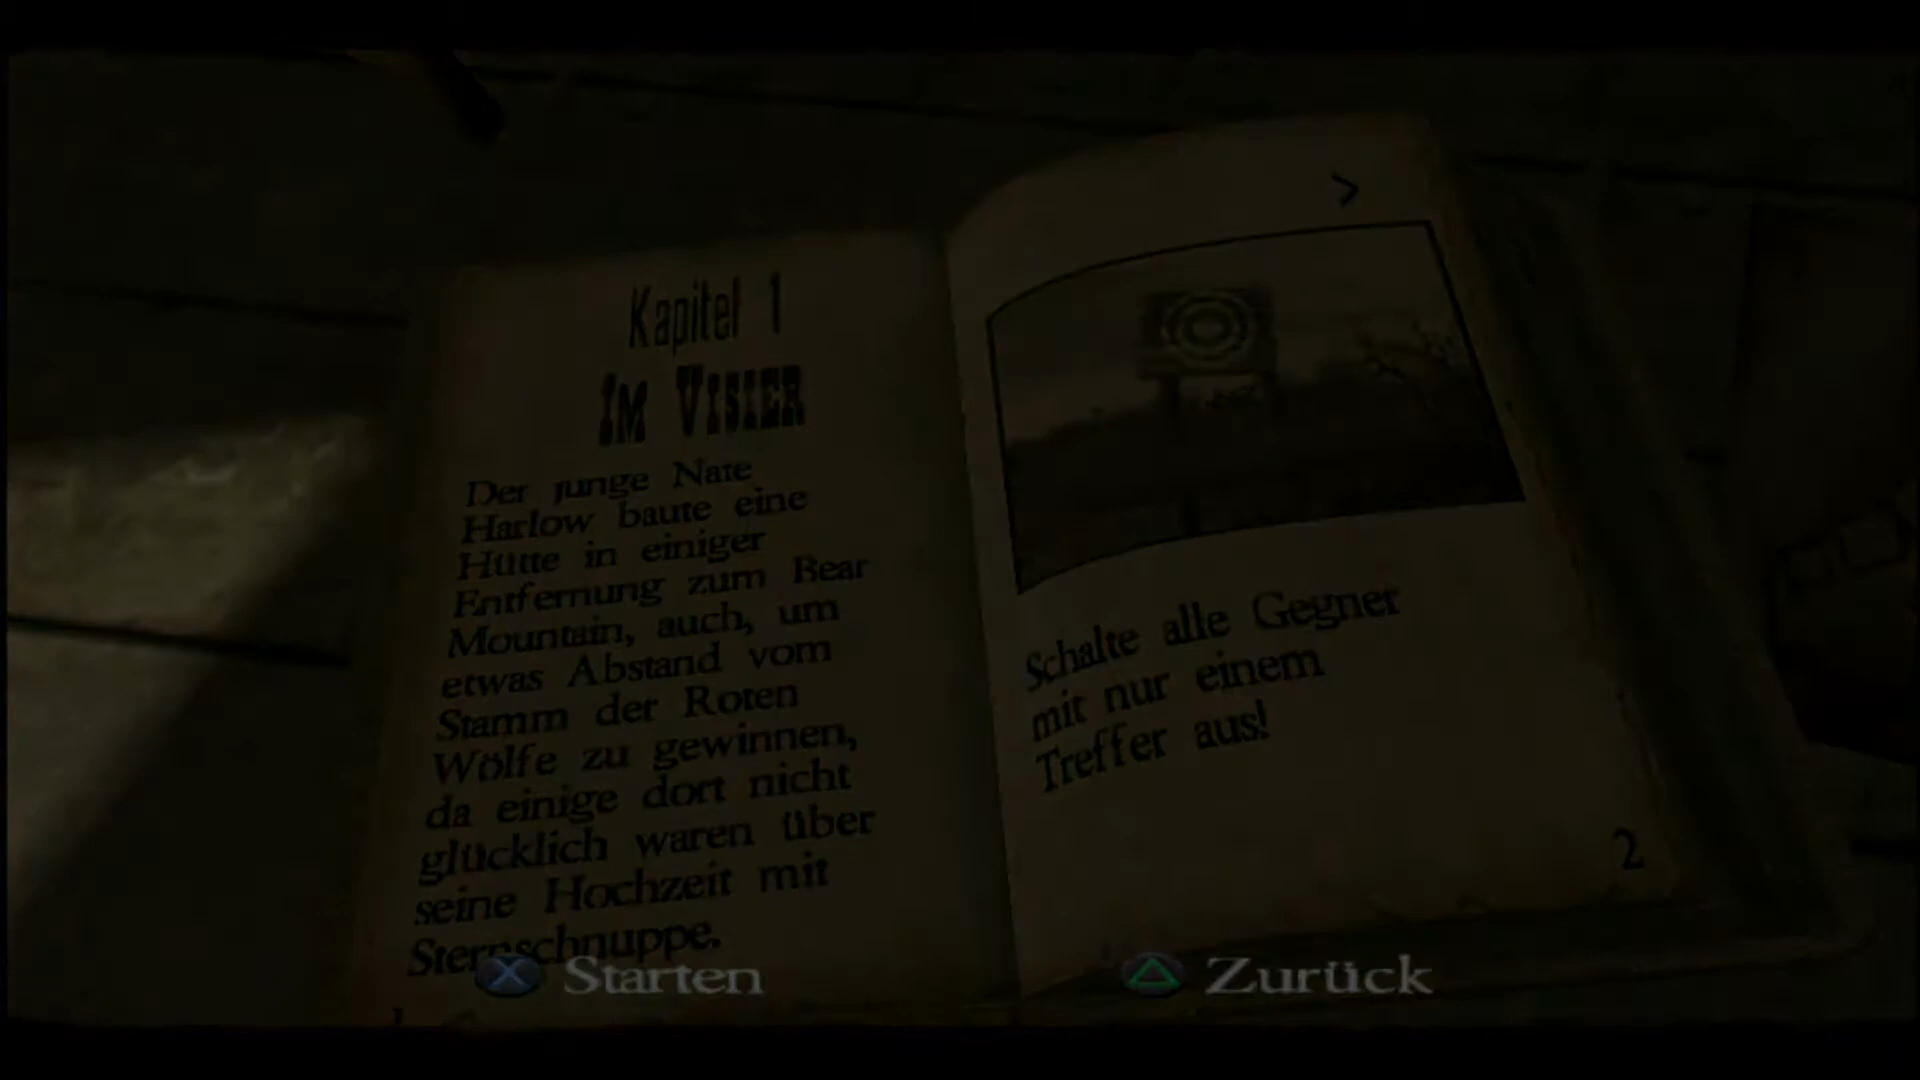 Kapitel 1
IM VISIER
Der junge Nate
Harlow baute eine
Hütte in einiger
Entfernung zum Bear
Mountain, auch, um
etwas Abstand vom
Stamm der Roten
Wölfe zu gewinnen,
da einige dort nicht
glücklich waren über
seine Hochzeit mit
Sternschnuppe.
1
>
Schalte alle Gegner
mit nur einem
Treffer aus!
2
X Starten
Zurück